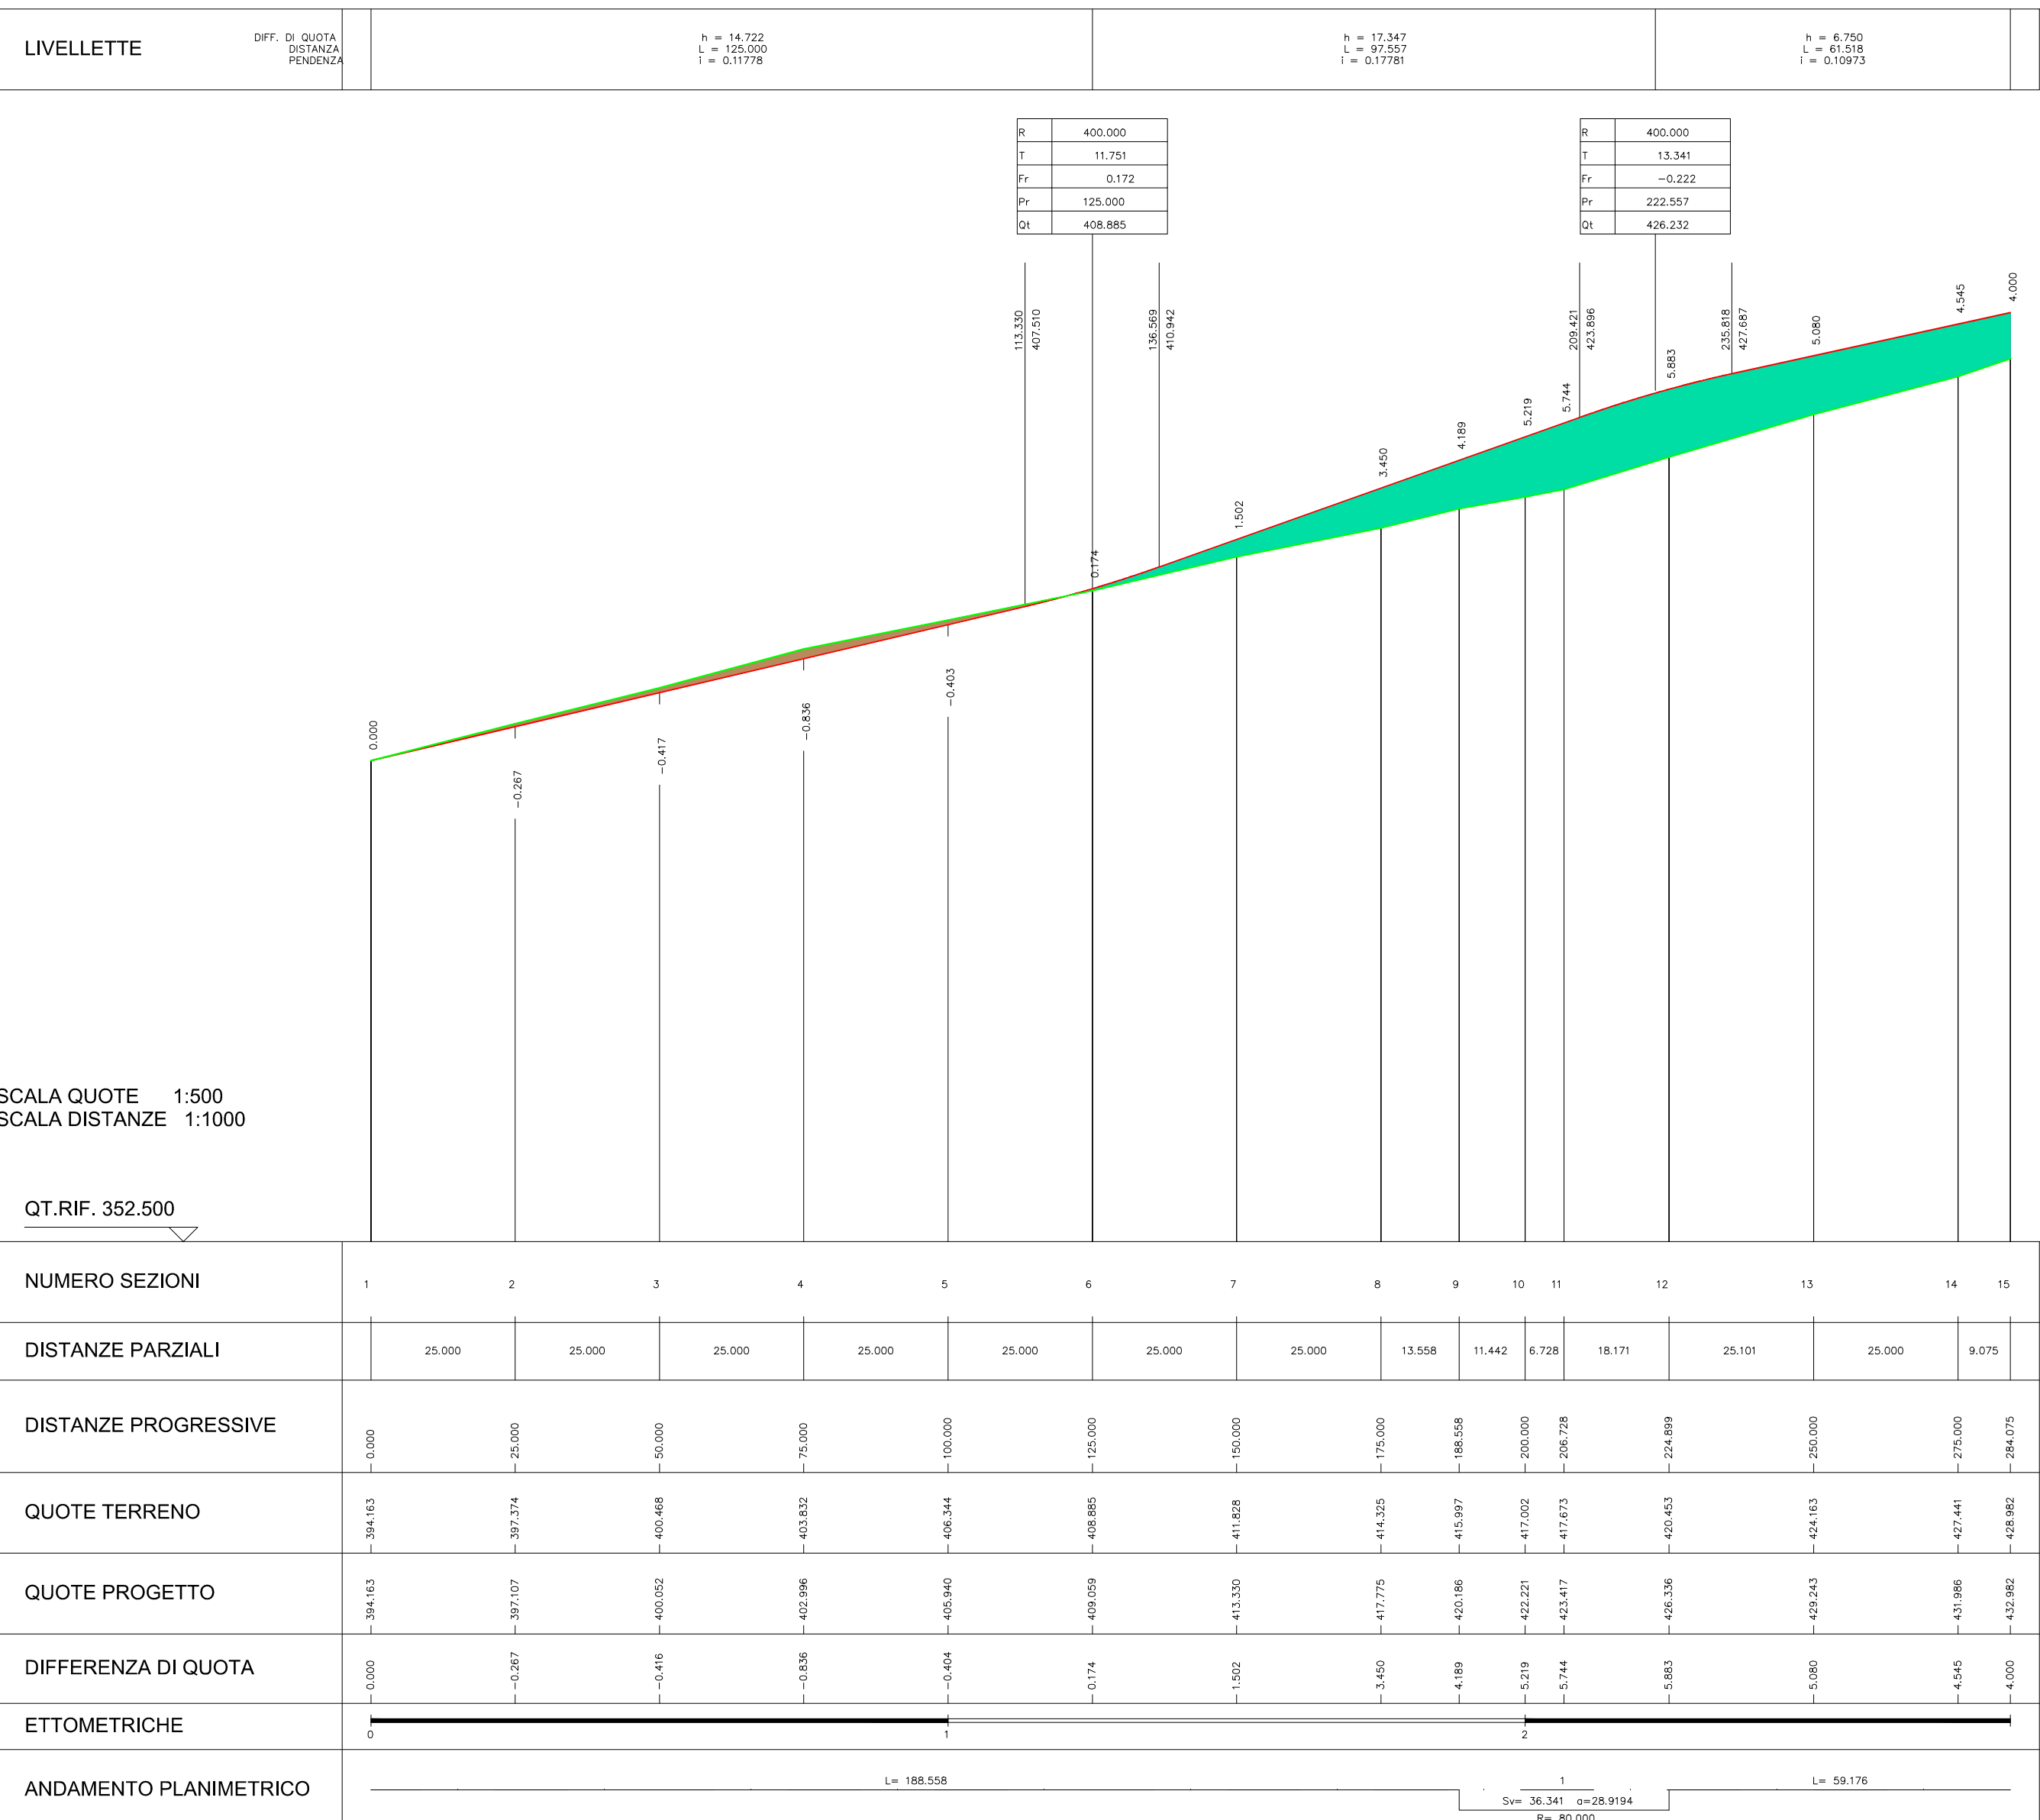 LIVELLETTE
DIFF. DI QUOTA
DISTANZA
PENDENZA
h = 14.722
L = 125.000
i = 0.11778
h = 17.347
L = 97.557
i = 0.17781
h = 6.750
L = 61.518
i = 0.10973
R 400.000
T 11.751
Fr 0.172
Pr 125.000
Qt 408.885
R 400.000
T 13.341
Fr -0.222
Pr 222.557
Qt 426.232
113.330
407.510
136.569
410.942
209.421
423.896
235.818
427.687
0.000
-0.267
-0.417
-0.836
-0.403
0.174
1.502
3.450
4.189
5.219
5.744
5.883
5.080
4.545
4.000
SCALA QUOTE 1:500
SCALA DISTANZE 1:1000
QT.RIF. 352.500
NUMERO SEZIONI 1 2 3 4 5 6 7 8 9 10 11 12 13 14 15
DISTANZE PARZIALI 25.000 25.000 25.000 25.000 25.000 25.000 25.000 13.558 11.442 6.728 18.171 25.101 25.000 9.075
DISTANZE PROGRESSIVE 0.000 25.000 50.000 75.000 100.000 125.000 150.000 175.000 188.558 200.000 206.728 224.899 250.000 275.000 284.075
QUOTE TERRENO 394.163 397.374 400.468 403.832 406.344 408.885 411.828 414.325 415.997 417.002 417.673 420.453 424.163 427.441 428.982
QUOTE PROGETTO 394.163 397.107 400.052 402.996 405.940 409.059 413.330 417.775 420.186 422.221 423.417 426.336 429.243 431.986 432.982
DIFFERENZA DI QUOTA 0.000 -0.267 -0.416 -0.836 -0.404 0.174 1.502 3.450 4.189 5.219 5.744 5.883 5.080 4.545 4.000
ETTOMETRICHE 0 1 2
ANDAMENTO PLANIMETRICO L= 188.558 1 L= 59.176
Sv= 36.341 a=28.9194
R= 80.000